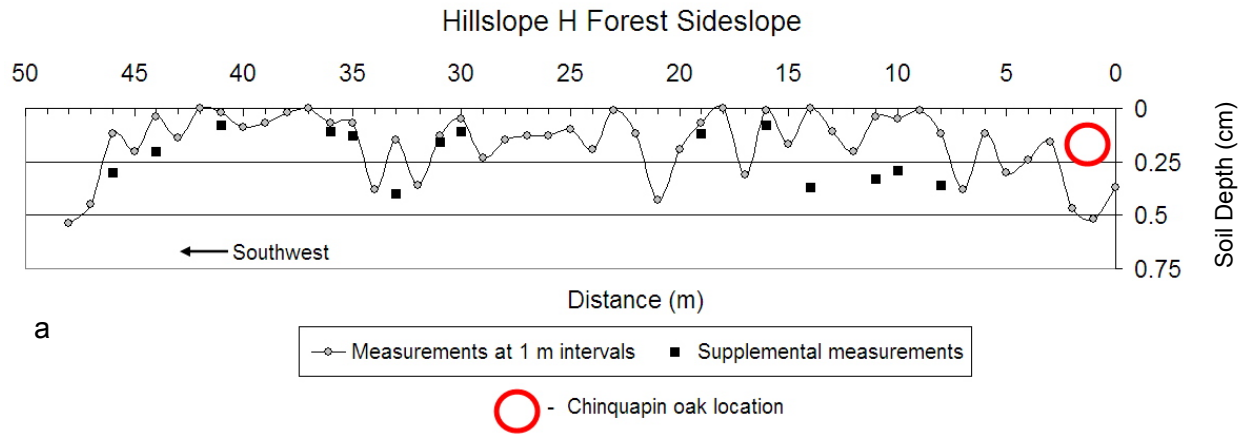 Hillslope H Forest Sideslope
50 45 40 35 30 25 20 15 10 5 0
0
0.25
0.5
0.75
Soil Depth (cm)
Southwest
Distance (m)
a
Measurements at 1 m intervals Supplemental measurements
- Chinquapin oak location